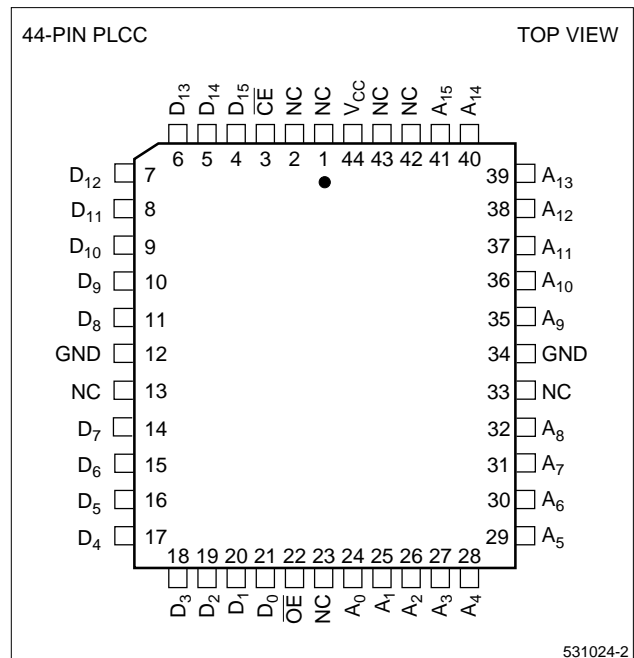 44-PIN PLCC TOP VIEW
D13 D14 D15 C̅E̅ NC NC VCC NC NC A15 A14
6 5 4 3 2 1 44 43 42 41 40
D12 7 39 A13
D11 8 38 A12
D10 9 37 A11
D9 10 36 A10
D8 11 35 A9
GND 12 34 GND
NC 13 33 NC
D7 14 32 A8
D6 15 31 A7
D5 16 30 A6
D4 17 29 A5
18 19 20 21 22 23 24 25 26 27 28
D3 D2 D1 D0 O̅E̅ NC A0 A1 A2 A3 A4
531024-2